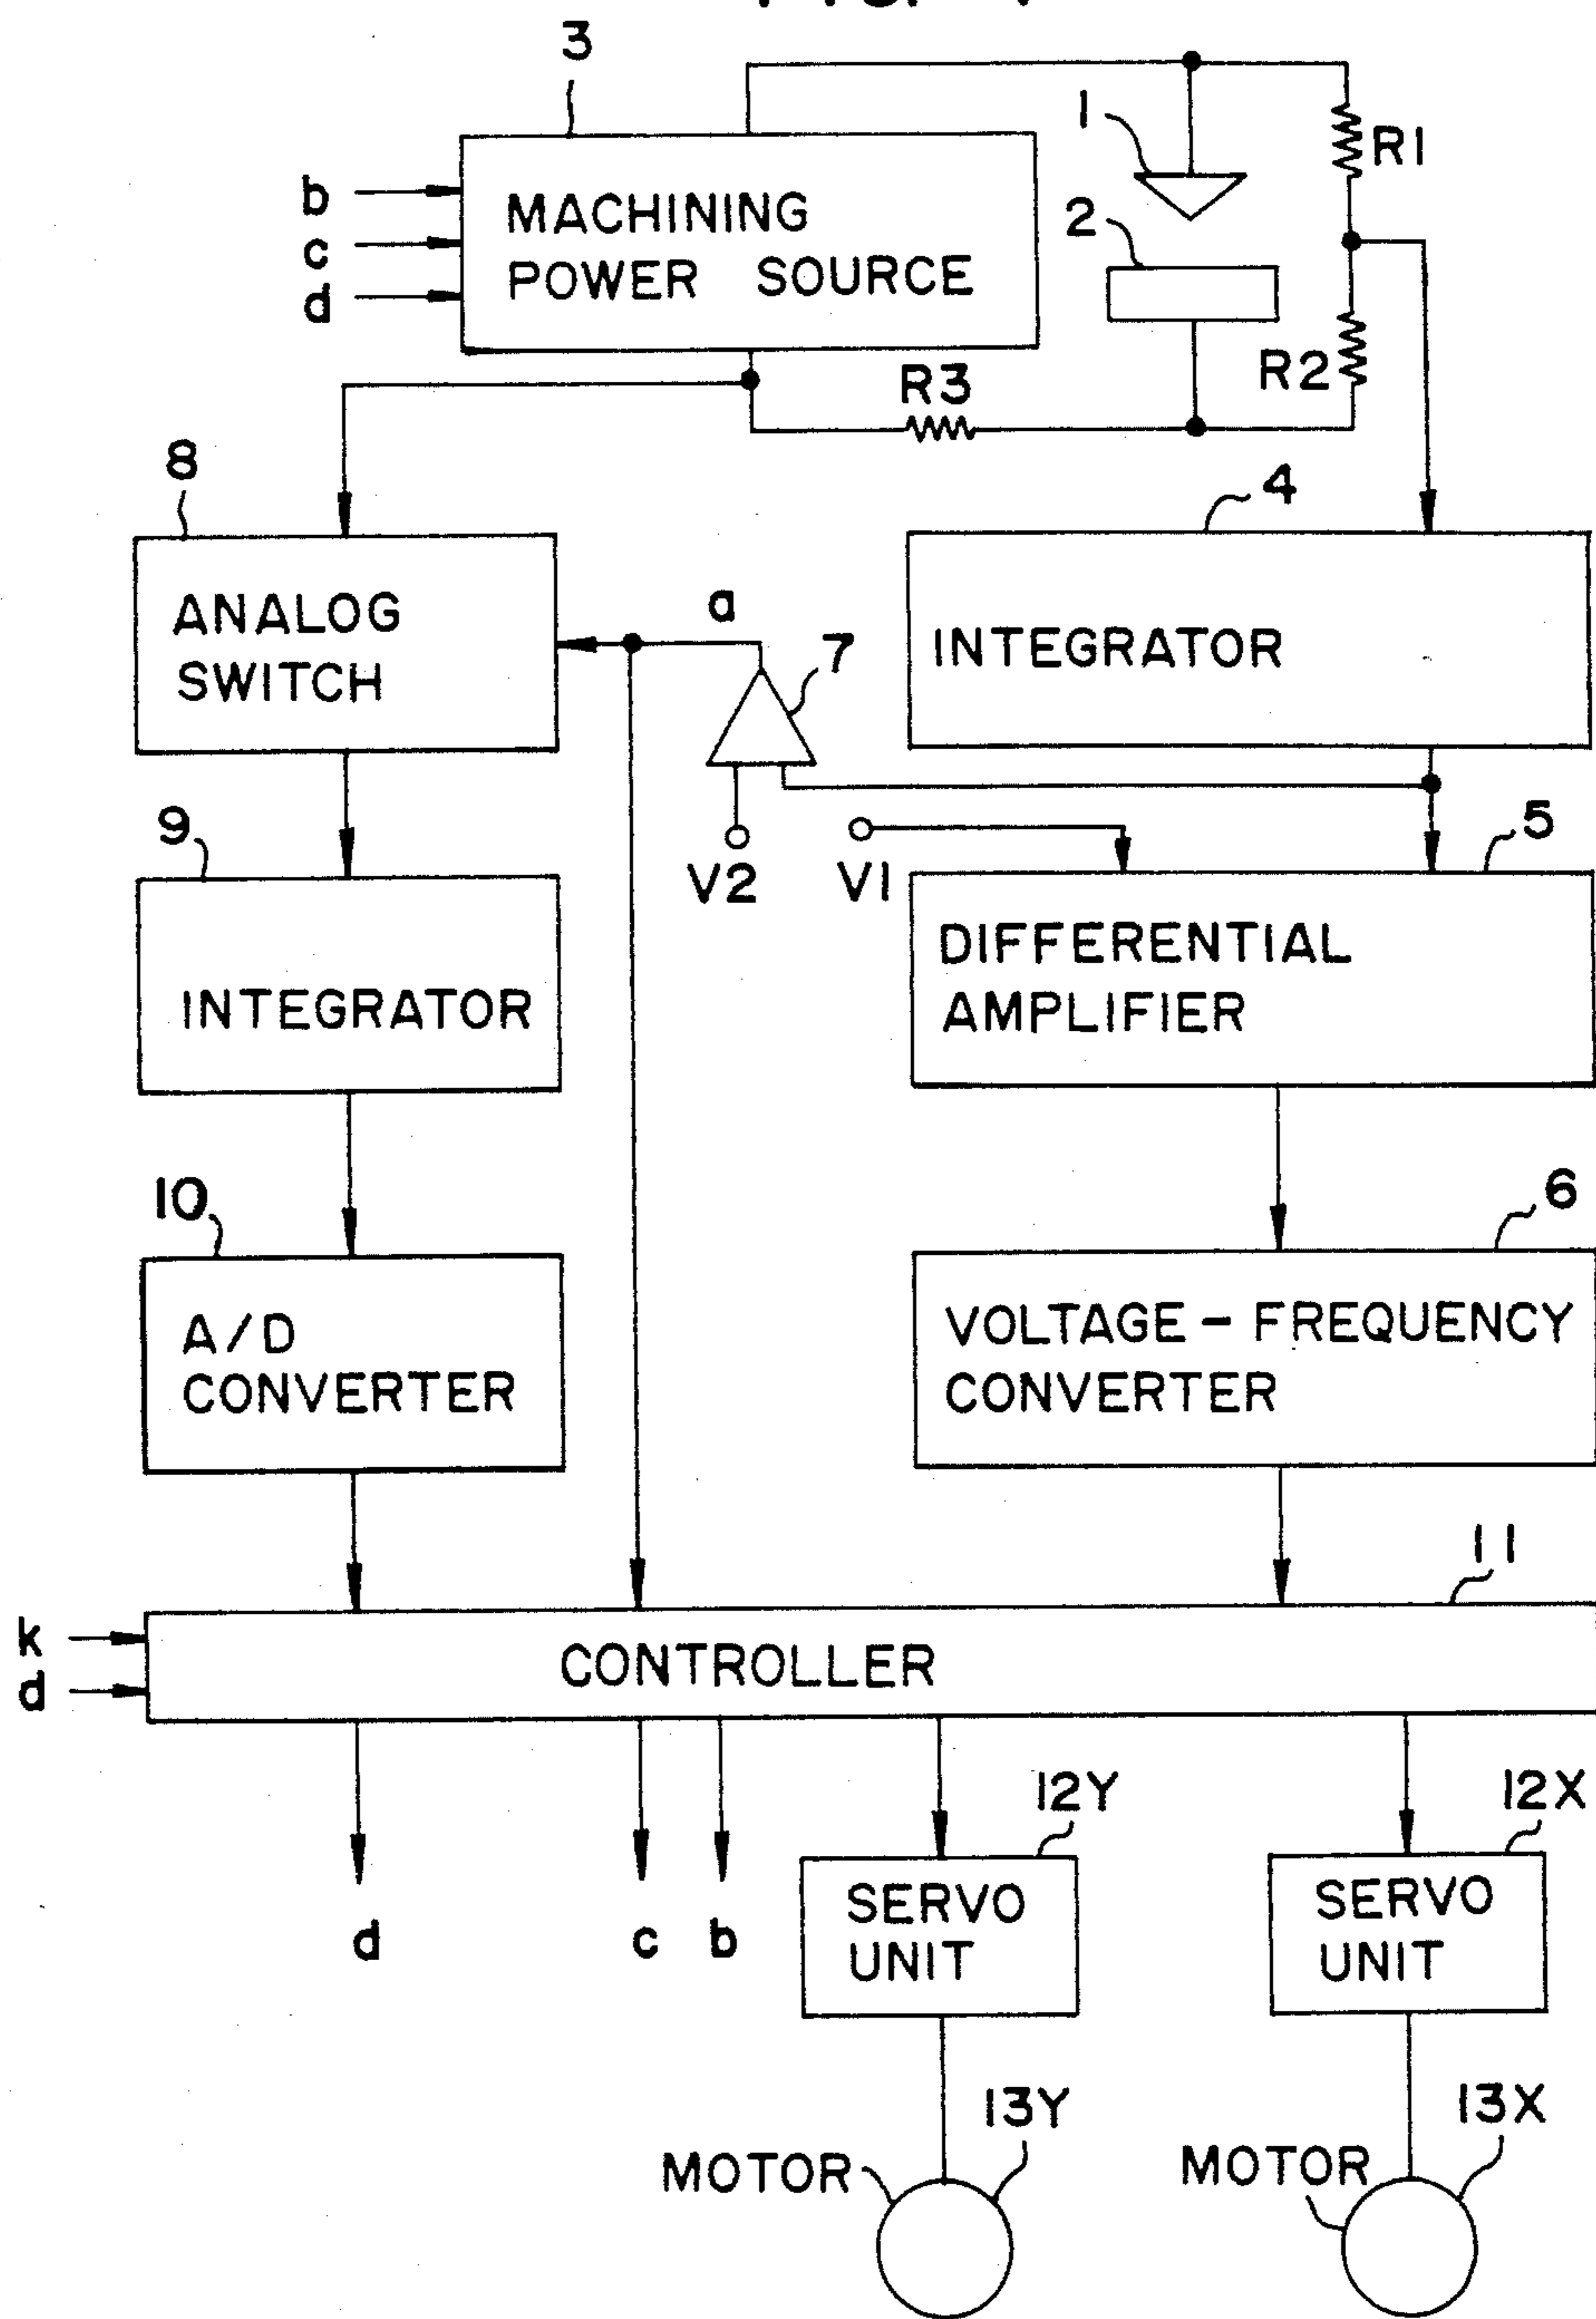 3
1
R1
b
MACHINING
2
c
POWER SOURCE
d
R3
R2
8
4
a
ANALOG
SWITCH
7
INTEGRATOR
9
5
V2
V1
DIFFERENTIAL
AMPLIFIER
INTEGRATOR
10
6
A/D
CONVERTER
VOLTAGE - FREQUENCY
CONVERTER
11
k
CONTROLLER
d
12Y
12X
d
c
b
SERVO
UNIT
SERVO
UNIT
13Y
13X
MOTOR
MOTOR